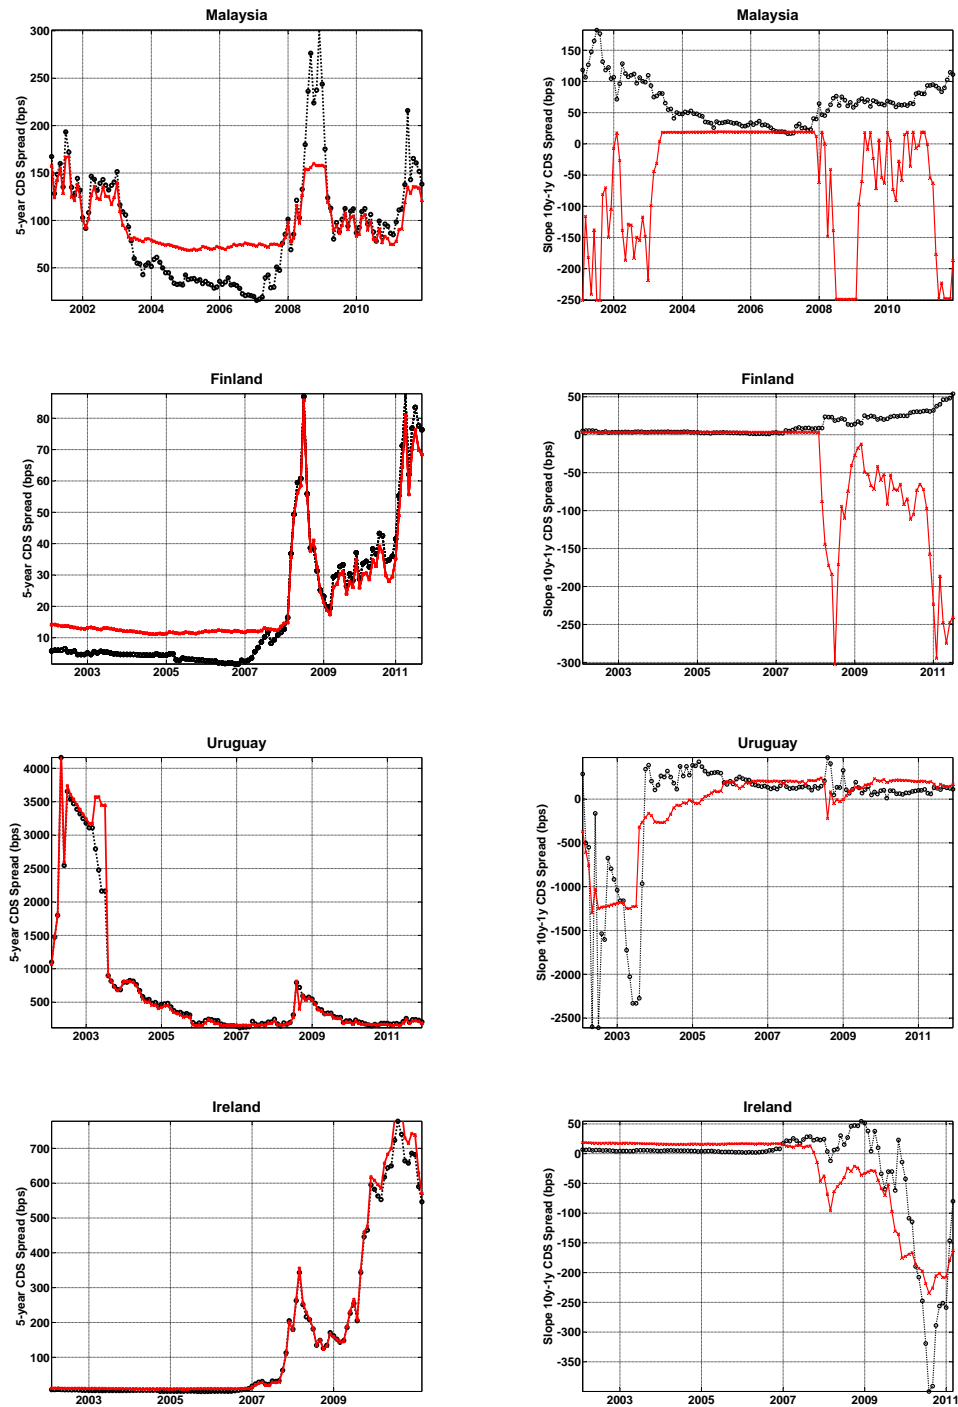 Malaysia
5-year CDS Spread (bps)
300
250
200
150
100
50
2002 2004 2006 2008 2010
Malaysia
Slope 10y-1y CDS Spread (bps)
150
100
50
0
-50
-100
-150
-200
-250
2002 2004 2006 2008 2010
Finland
5-year CDS Spread (bps)
80
70
60
50
40
30
20
10
2003 2005 2007 2009 2011
Finland
Slope 10y-1y CDS Spread (bps)
50
0
-50
-100
-150
-200
-250
-300
2003 2005 2007 2009 2011
Uruguay
5-year CDS Spread (bps)
4000
3500
3000
2500
2000
1500
1000
500
2003 2005 2007 2009 2011
Uruguay
Slope 10y-1y CDS Spread (bps)
0
-500
-1000
-1500
-2000
-2500
2003 2005 2007 2009 2011
Ireland
5-year CDS Spread (bps)
700
600
500
400
300
200
100
2003 2005 2007 2009
Ireland
Slope 10y-1y CDS Spread (bps)
50
0
-50
-100
-150
-200
-250
-300
-350
2003 2005 2007 2009 2011